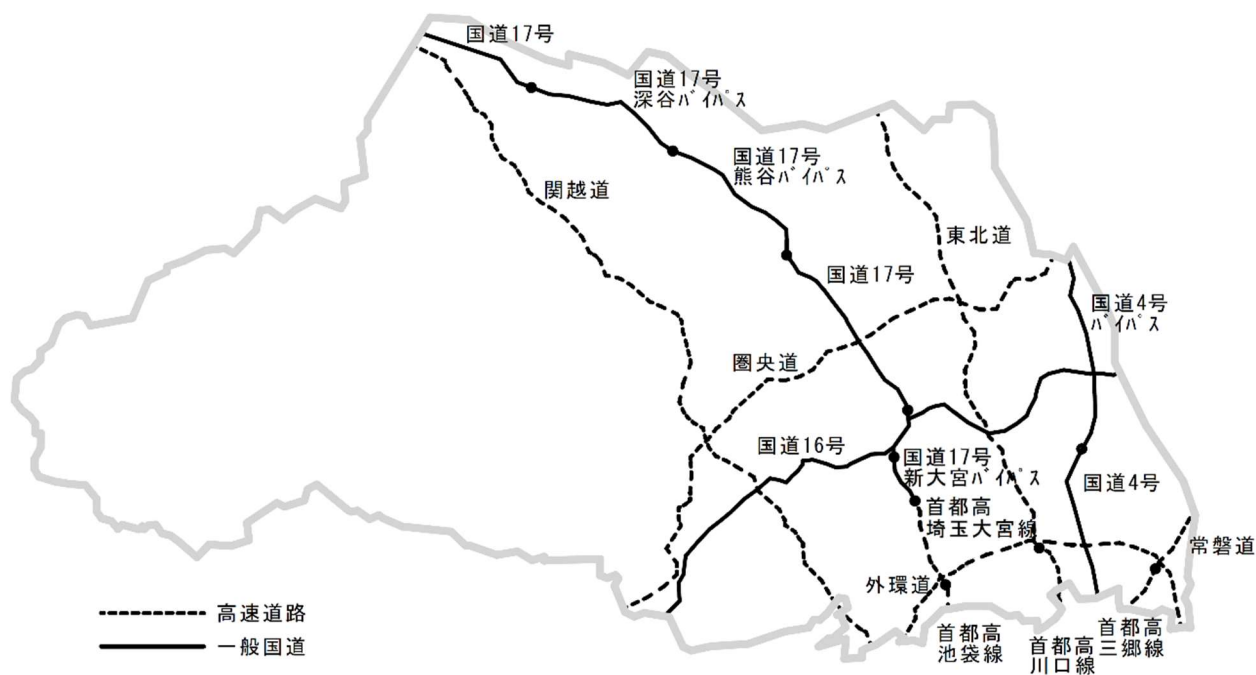 国道17号
国道17号
深谷ﾊﾞｲﾊﾟｽ
国道17号
熊谷ﾊﾞｲﾊﾟｽ
関越道
東北道
国道17号
国道4号
ﾊﾞｲﾊﾟｽ
圏央道
国道16号
国道17号
新大宮ﾊﾞｲﾊﾟｽ
国道4号
首都高
埼玉大宮線
常磐道
外環道
高速道路
一般国道
首都高
池袋線
首都高
川口線
首都高
三郷線